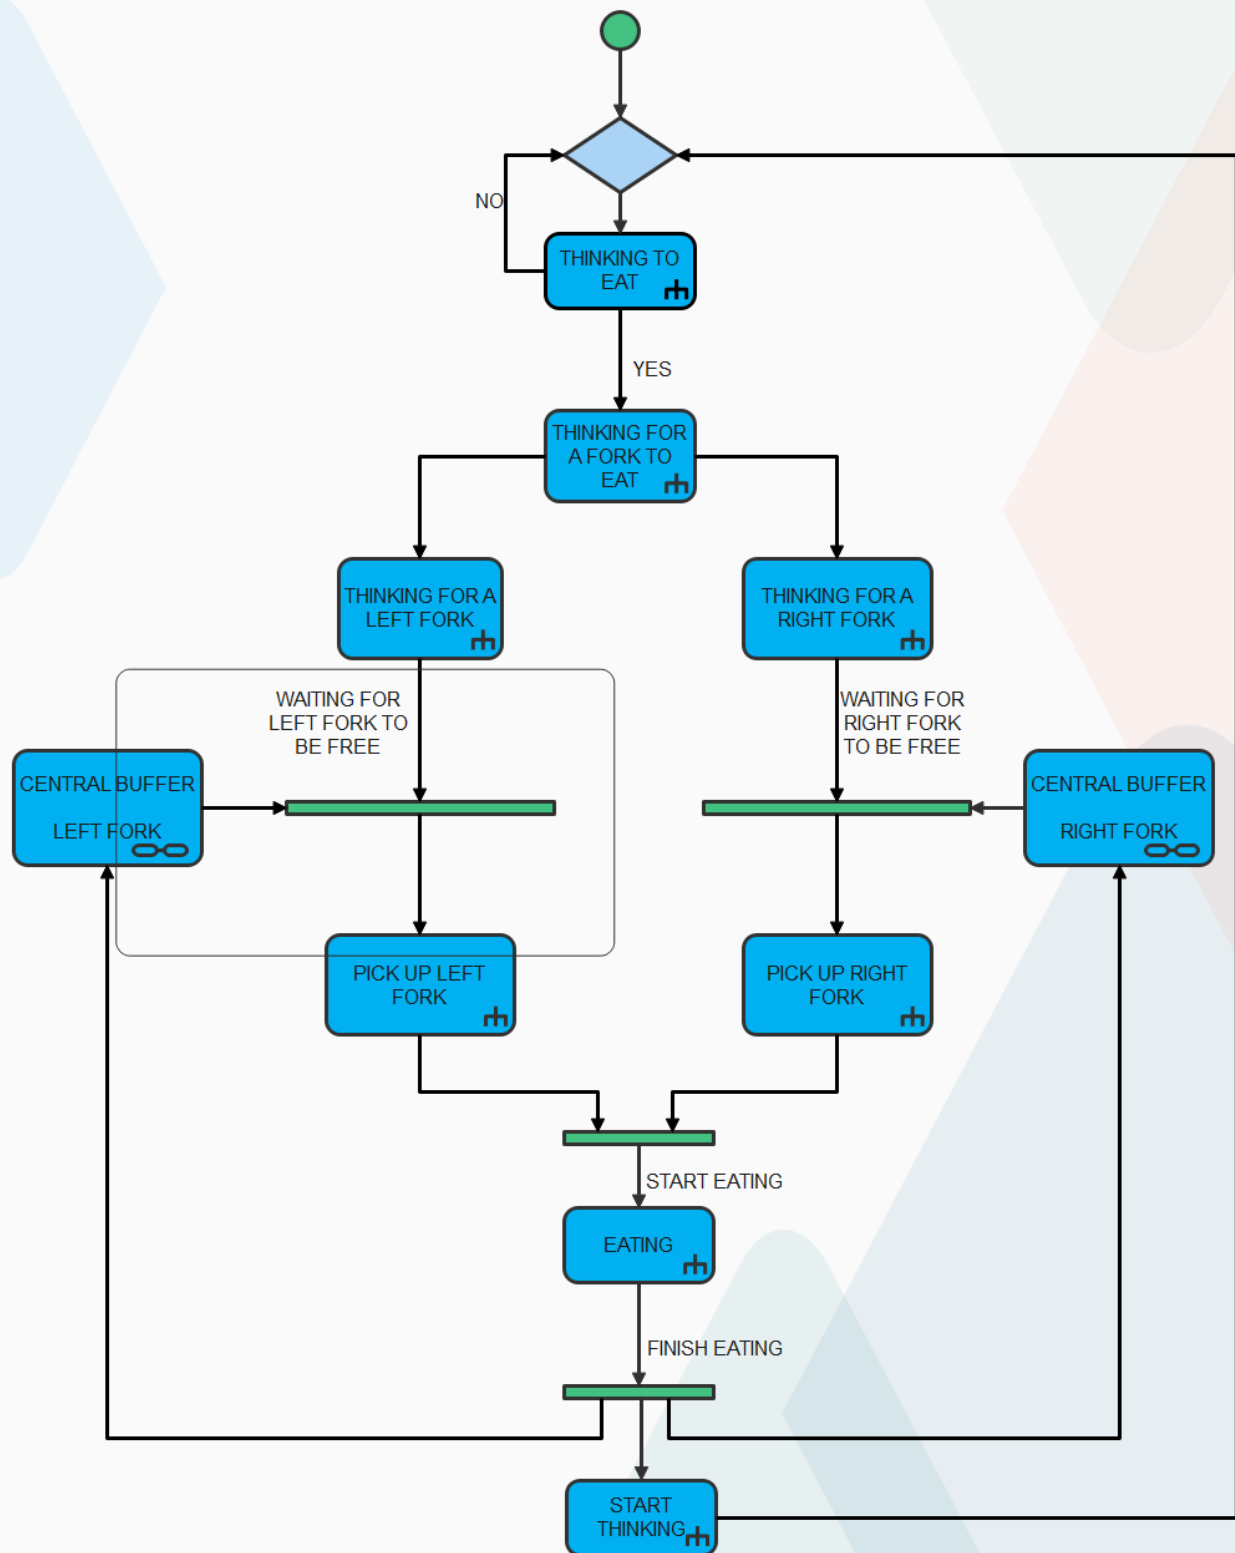 NO
THINKING TO
EAT
YES
THINKING FOR
A FORK TO
EAT
THINKING FOR A
LEFT FORK
THINKING FOR A
RIGHT FORK
WAITING FOR
LEFT FORK TO
BE FREE
WAITING FOR
RIGHT FORK
TO BE FREE
CENTRAL BUFFER
LEFT FORK
CENTRAL BUFFER
RIGHT FORK
PICK UP LEFT
FORK
PICK UP RIGHT
FORK
START EATING
EATING
FINISH EATING
START
THINKING